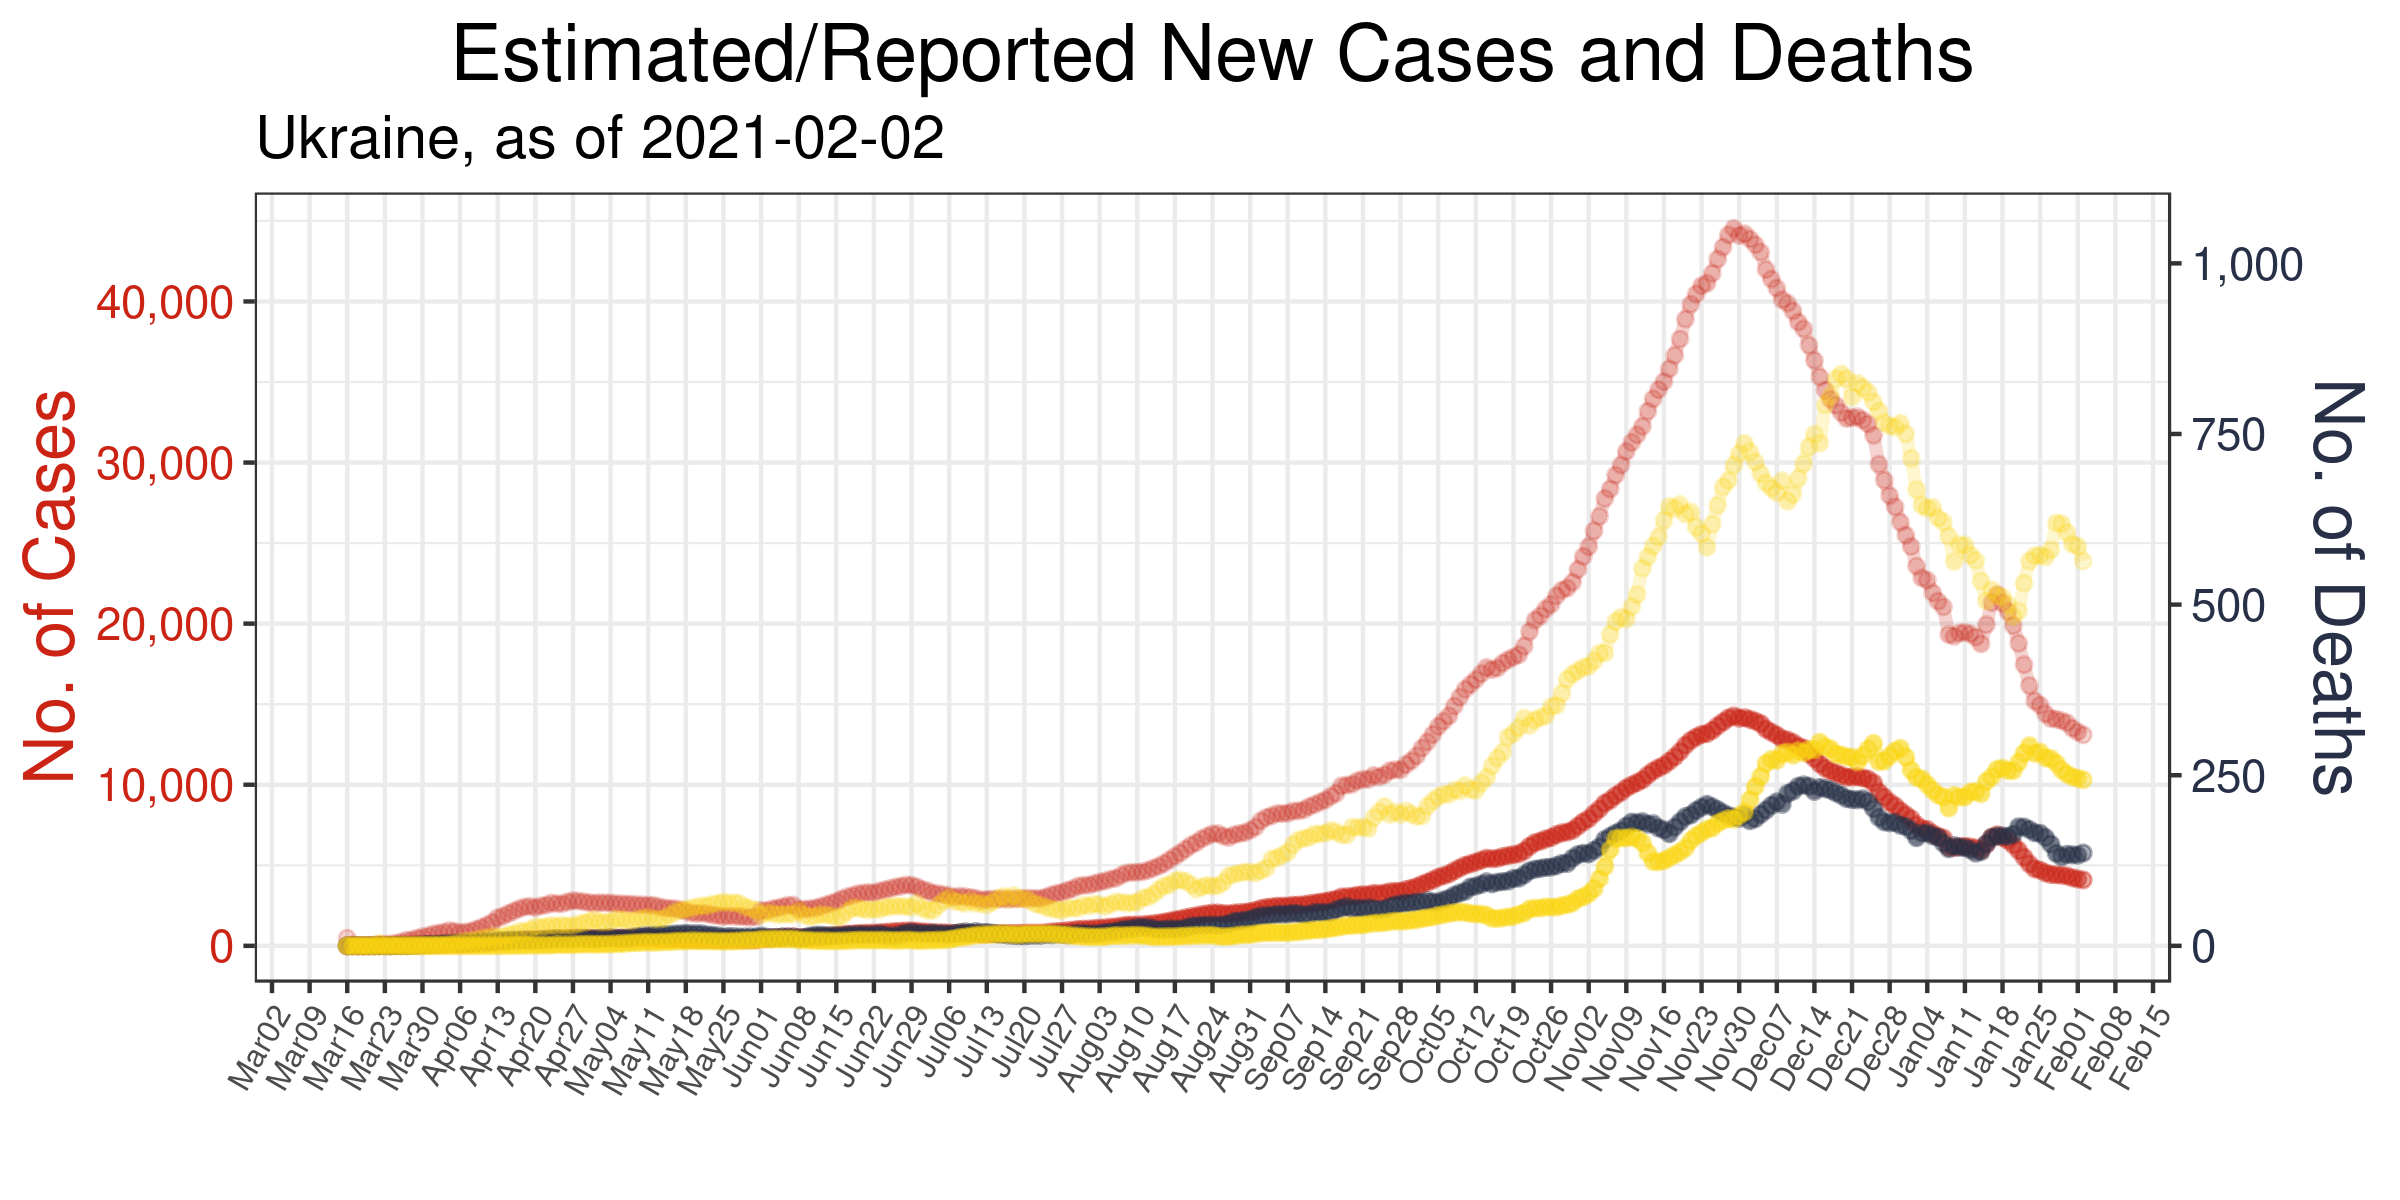 Estimated/Reported New Cases and Deaths
Ukraine, as of 2021-02-02
No. of Cases
40,000
30,000
20,000
10,000
0
1,000
750
500
250
0
No. of Deaths
Mar02 Mar09 Mar16 Mar23 Mar30 Apr06 Apr13 Apr20 Apr27 May04 May11 May18 May25 Jun01 Jun08 Jun15 Jun22 Jun29 Jul06 Jul13 Jul20 Jul27 Aug03 Aug10 Aug17 Aug24 Aug31 Sep07 Sep14 Sep21 Sep28 Oct05 Oct12 Oct19 Oct26 Nov02 Nov09 Nov16 Nov23 Nov30 Dec07 Dec14 Dec21 Dec28 Jan04 Jan11 Jan18 Jan25 Feb01 Feb08 Feb15